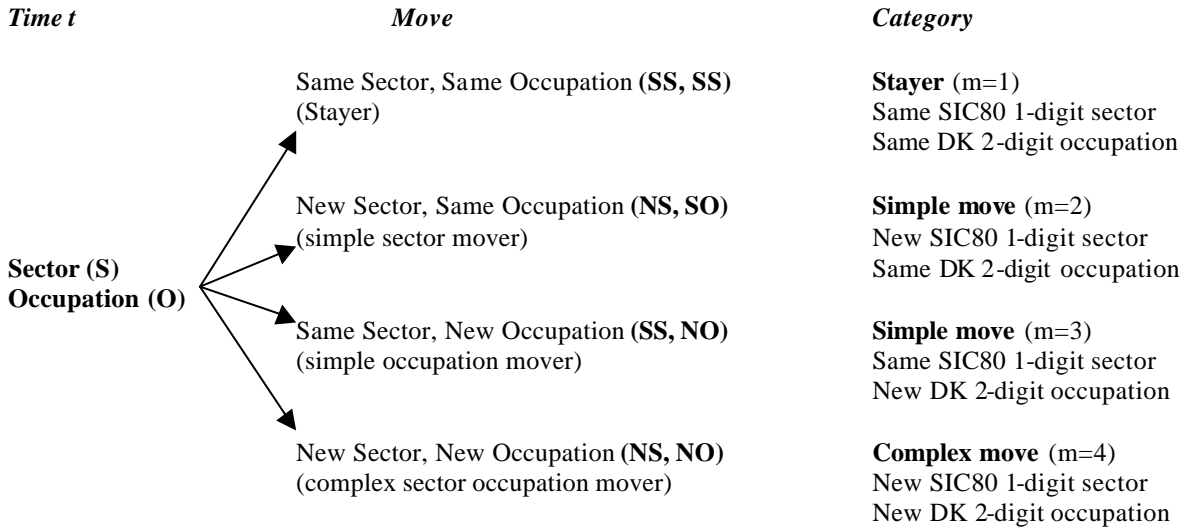 Time t Move Category
Same Sector, Same Occupation (SS, SS) Stayer (m=1)
(Stayer) Same SIC80 1-digit sector
Same DK 2-digit occupation
New Sector, Same Occupation (NS, SO) Simple move (m=2)
(simple sector mover) New SIC80 1-digit sector
Sector (S) Same DK 2-digit occupation
Occupation (O)
Same Sector, New Occupation (SS, NO) Simple move (m=3)
(simple occupation mover) Same SIC80 1-digit sector
New DK 2-digit occupation
New Sector, New Occupation (NS, NO) Complex move (m=4)
(complex sector occupation mover) New SIC80 1-digit sector
New DK 2-digit occupation